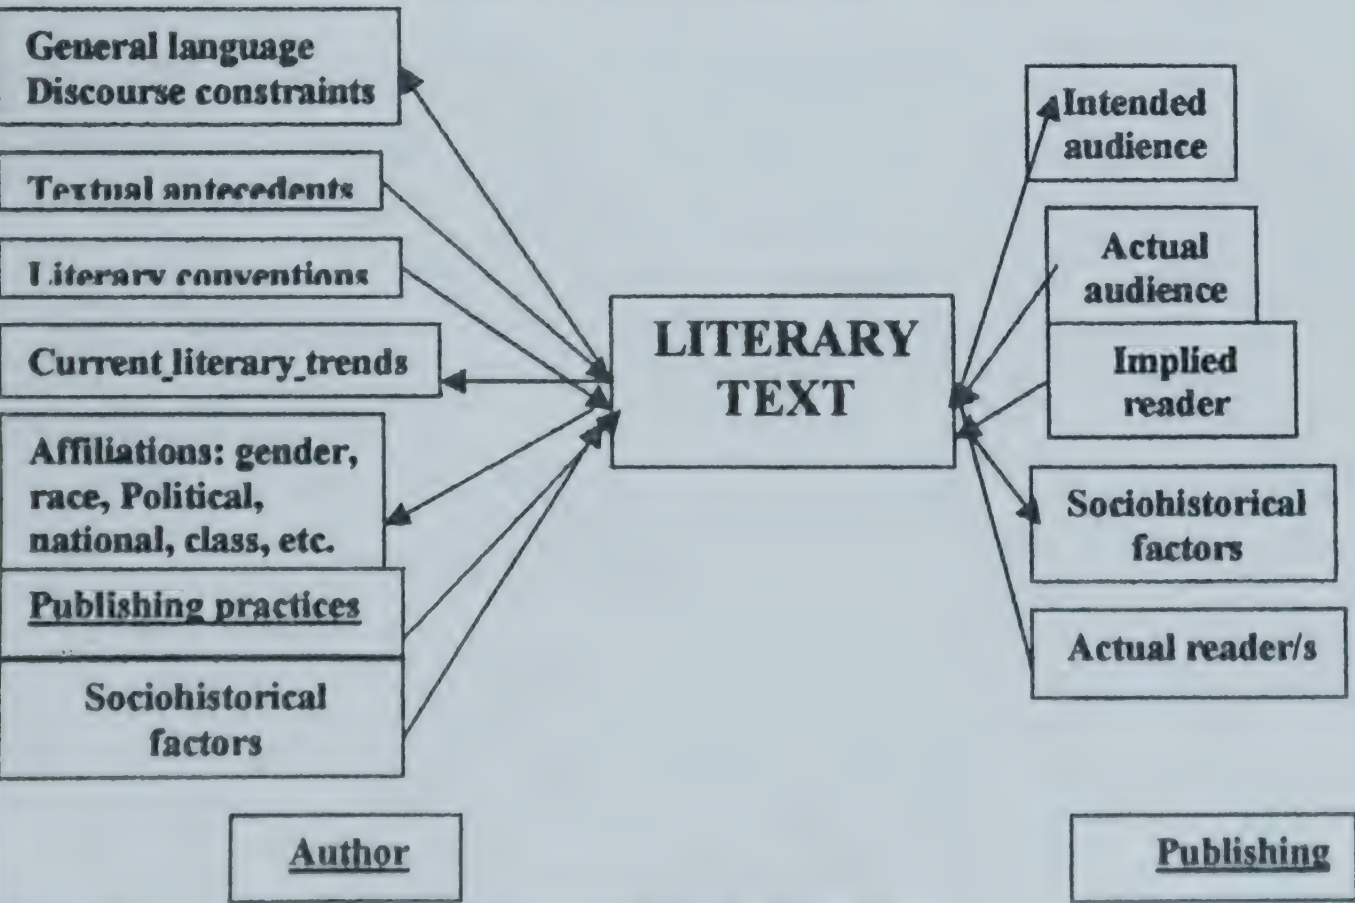 General language
Discourse constraints
Textual antecedents
Literary conventions
Current_literary_trends
Affiliations: gender,
race, Political,
national, class, etc.
Publishing practices
Sociohistorical
factors
Author
LITERARY
TEXT
Intended
audience
Actual
audience
Implied
reader
Sociohistorical
factors
Actual reader/s
Publishing